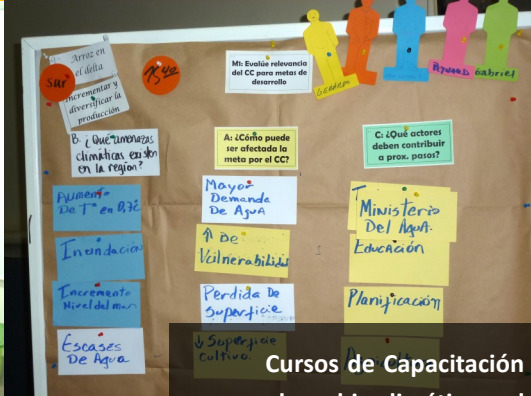 Arroz en
el delta
Sur
Incrementar y
diversificar la
producción
M1: Evalúe relevancia
del CC para metas de
desarrollo
GERARDO
Gabriel
B. ¿Qué amenazas
climáticas existen
en la región?
A: ¿Cómo puede
ser afectada la
meta por el CC?
C: ¿Qué actores
deben contribuir
a prox. pasos?
Aumento
De T° en 0,7°C
Inundación
Incremento
Nivel del mar
Escases
De Agua
Mayor
Demanda
De Agua
↑ De
Vulnerabilidad
Perdida De
Superficie
↓ Superficie
Cultivo.
Ministerio
Del Agua.
Educación
Planificación
Cursos de Capacitación